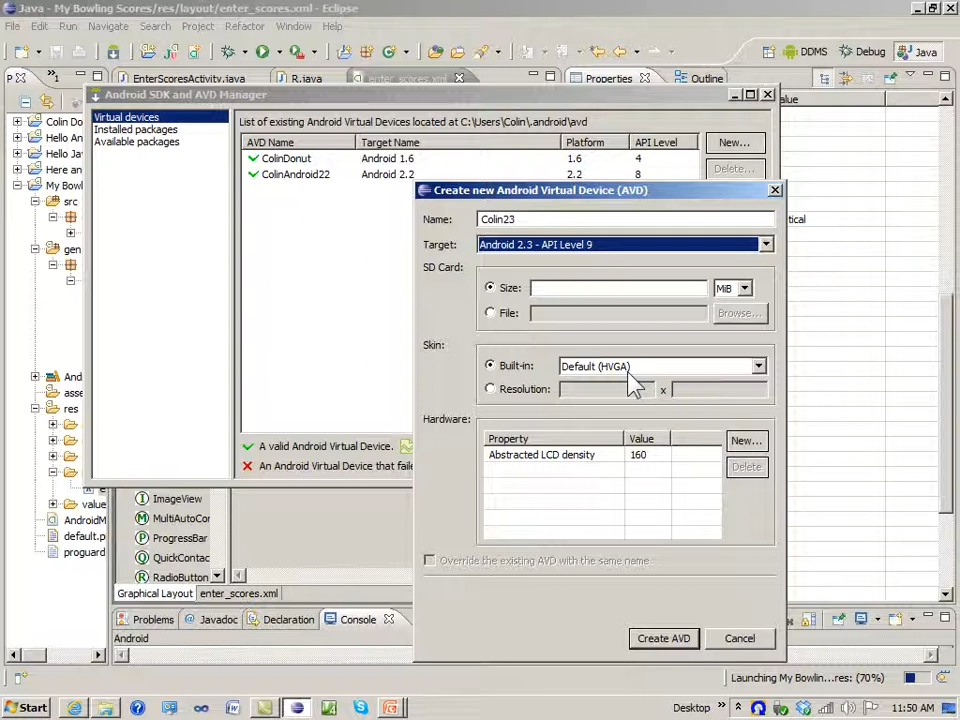 Java - My Bowling Scores/res/layout/enter_scores.xml - Eclipse
File Edit Run Navigate Search Project Refactor Window Help
DDMS Debug Java
P 1 EnterScoresActivity.java R.java enter_scores.xml Properties Outline
Android SDK and AVD Manager
Virtual devices
Installed packages
Available packages
List of existing Android Virtual Devices located at C:\Users\Colin\.android\avd
AVD Name Target Name Platform API Level
ColinDonut Android 1.6 1.6 4
ColinAndroid22 Android 2.2 2.2 8
New...
Delete...
A valid Android Virtual Device.
An Android Virtual Device that faile
Colin Do
Hello An
Hello Ja
Here an
My Bowl
src
gen
And
asse
res
value
AndroidM
default.p
proguard
alue
tical
Create new Android Virtual Device (AVD)
Name: Colin23
Target: Android 2.3 - API Level 9
SD Card:
Size: MiB
File: Browse...
Skin:
Built-in: Default (HVGA)
Resolution: x
Hardware:
Property Value
Abstracted LCD density 160
New...
Delete
Override the existing AVD with the same name
Create AVD Cancel
ImageView
MultiAutoCor
ProgressBar
QuickContac
RadioButton
Graphical Layout enter_scores.xml
Problems Javadoc Declaration Console
Android
Launching My Bowlin...res: (70%)
Start Desktop 11:50 AM